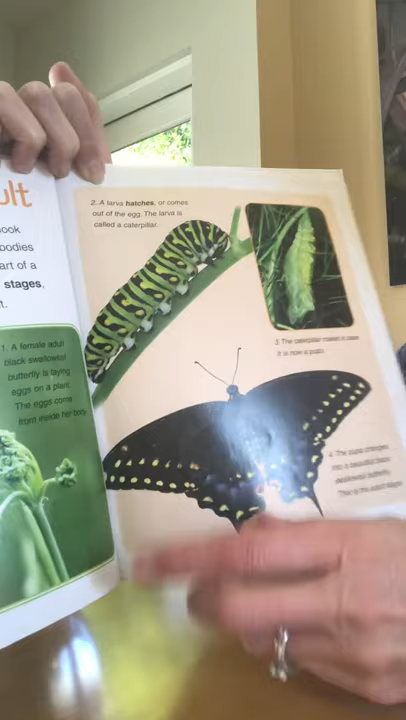 ult
ook
odies
art of a
stages,
t.
1. A female adult
black swallowtail
butterfly is laying
eggs on a plant.
The eggs come
from inside her body.
2. A larva hatches, or comes
out of the egg. The larva is
called a caterpillar.
3. The caterpillar makes a case.
It is now a pupa.
4. The pupa changes
into a beautiful black
swallowtail butterfly.
This is the adult stage.